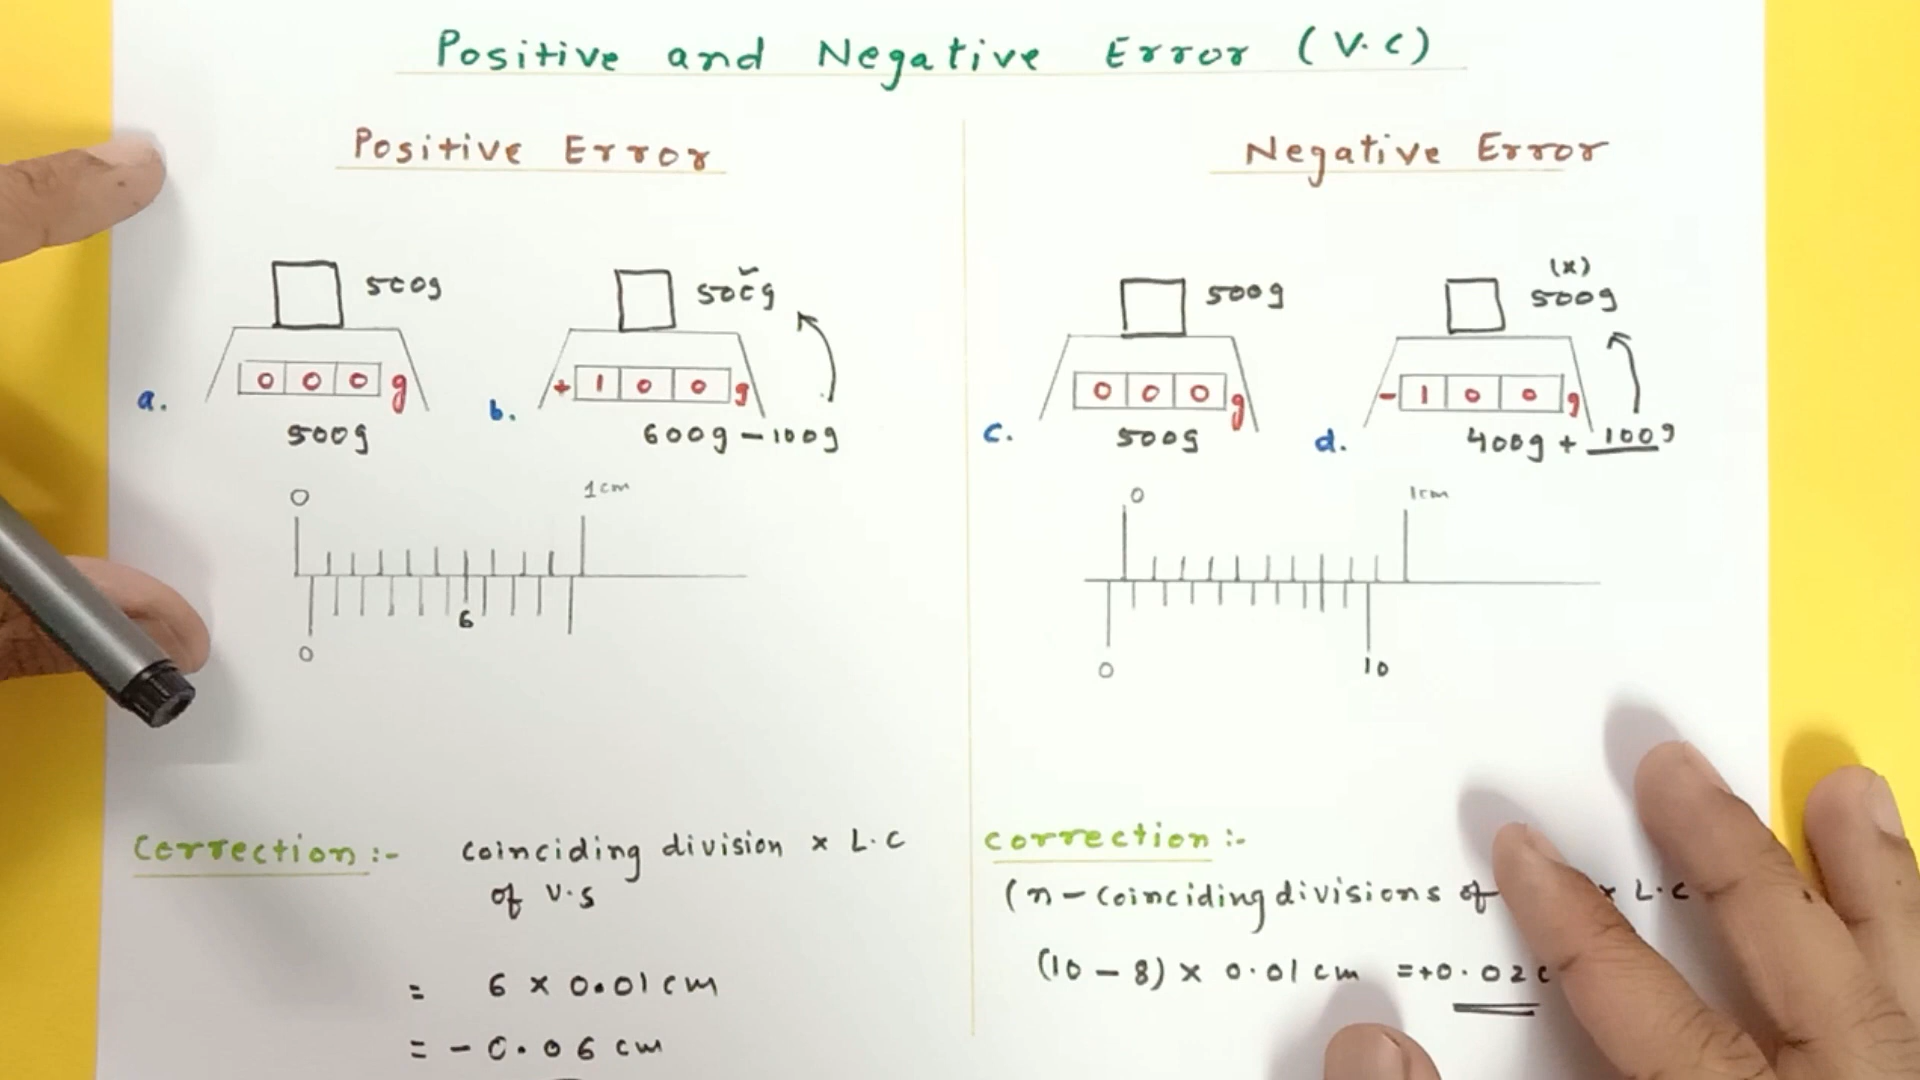 Positive and Negative Error (V.C)
Positive Error
500g
0 0 0 g
a.
500g
500g
+ 1 0 0 g
b.
600g - 100g
0
1cm
6
0
Correction :- coinciding division x L.C
of V.S
= 6 x 0.01 cm
= - 0.06 cm
Negative Error
500g
0 0 0 g
c.
500g
(x)
500g
- 1 0 0 g
d.
400g + 100g
0
1cm
0
10
correction :-
(n - coinciding divisions of x L.C
(10 - 8) x 0.01 cm = +0.02 c